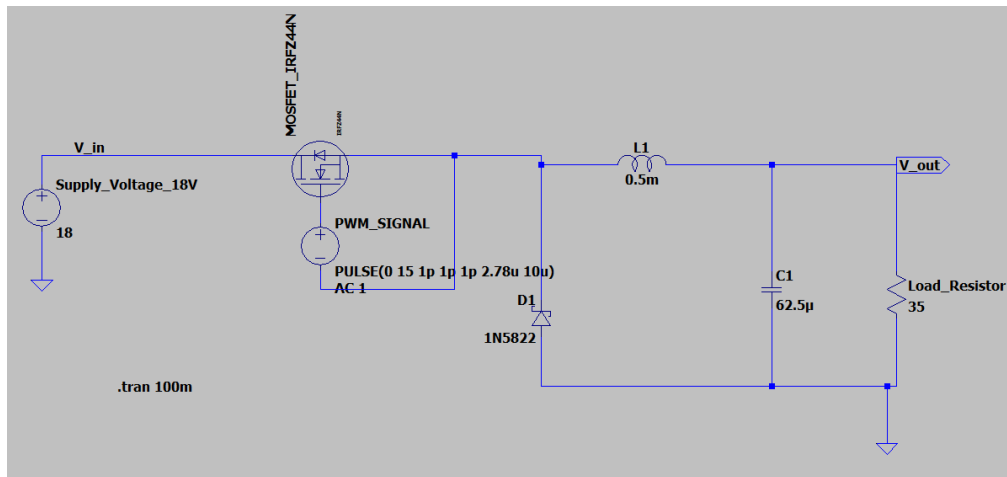 MOSFET_IRFZ44N
IRFZ44N
V_in
Supply_Voltage_18V
+
−
18
PWM_SIGNAL
+
−
PULSE(0 15 1p 1p 1p 2.78u 10u)
AC 1
L1
0.5m
V_out
D1
1N5822
C1
62.5µ
Load_Resistor
35
.tran 100m